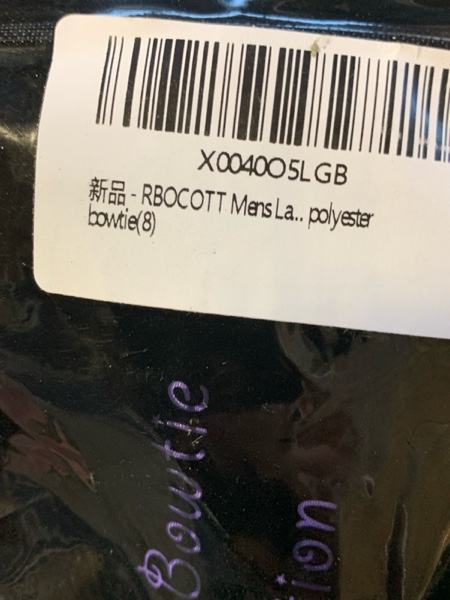 X0040O5LGB
新品 - RBOCOTT Mens La... polyester
bowtie(8)
Bowtie